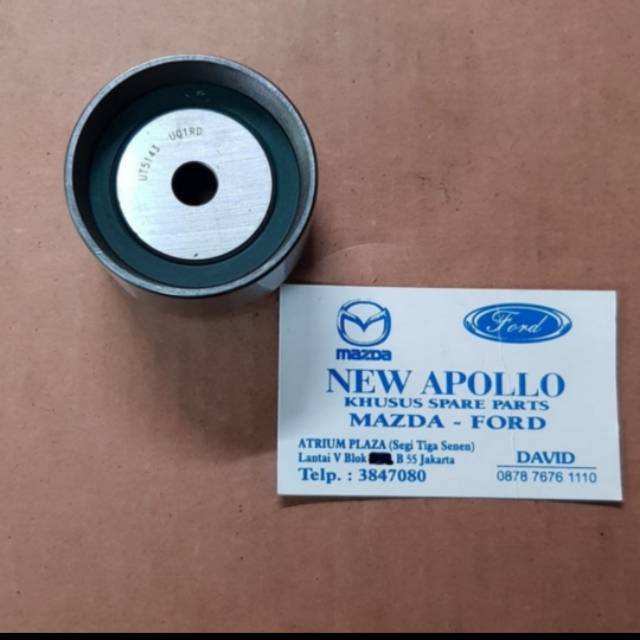 UT5143 UQ1RD
mazda
Ford
NEW APOLLO
KHUSUS SPARE PARTS
MAZDA - FORD
ATRIUM PLAZA (Segi Tiga Senen)
Lantai V Blok B 55 Jakarta
Telp. : 3847080
DAVID
0878 7676 1110